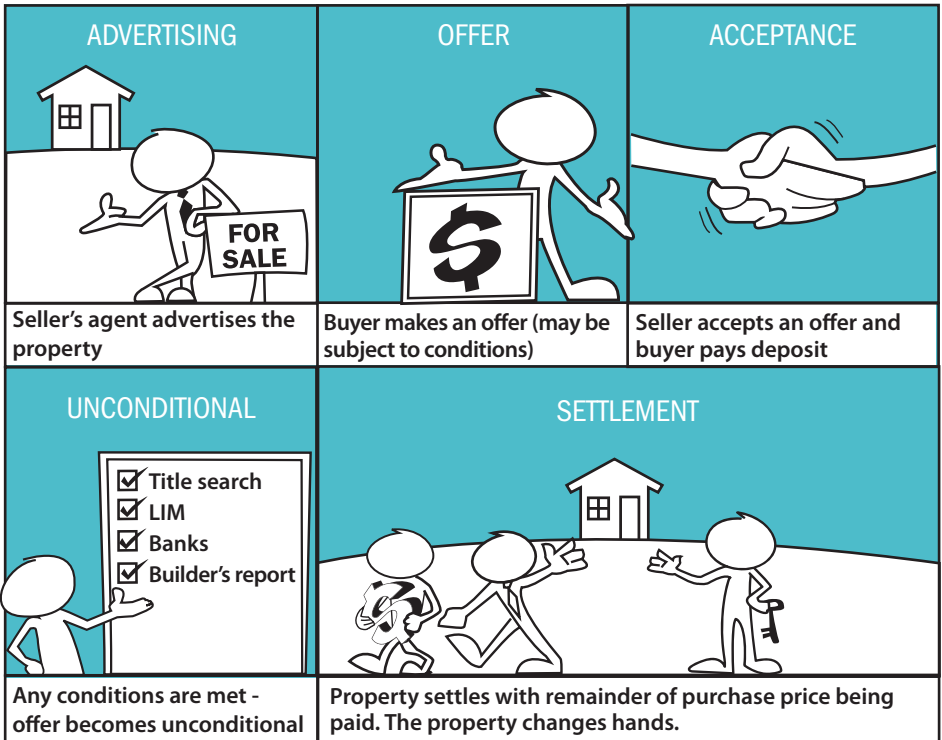 ADVERTISING
FOR
SALE
Seller's agent advertises the
property
OFFER
$
Buyer makes an offer (may be
subject to conditions)
ACCEPTANCE
Seller accepts an offer and
buyer pays deposit
UNCONDITIONAL
Title search
LIM
Banks
Builder's report
Any conditions are met -
offer becomes unconditional
SETTLEMENT
$
Property settles with remainder of purchase price being
paid. The property changes hands.